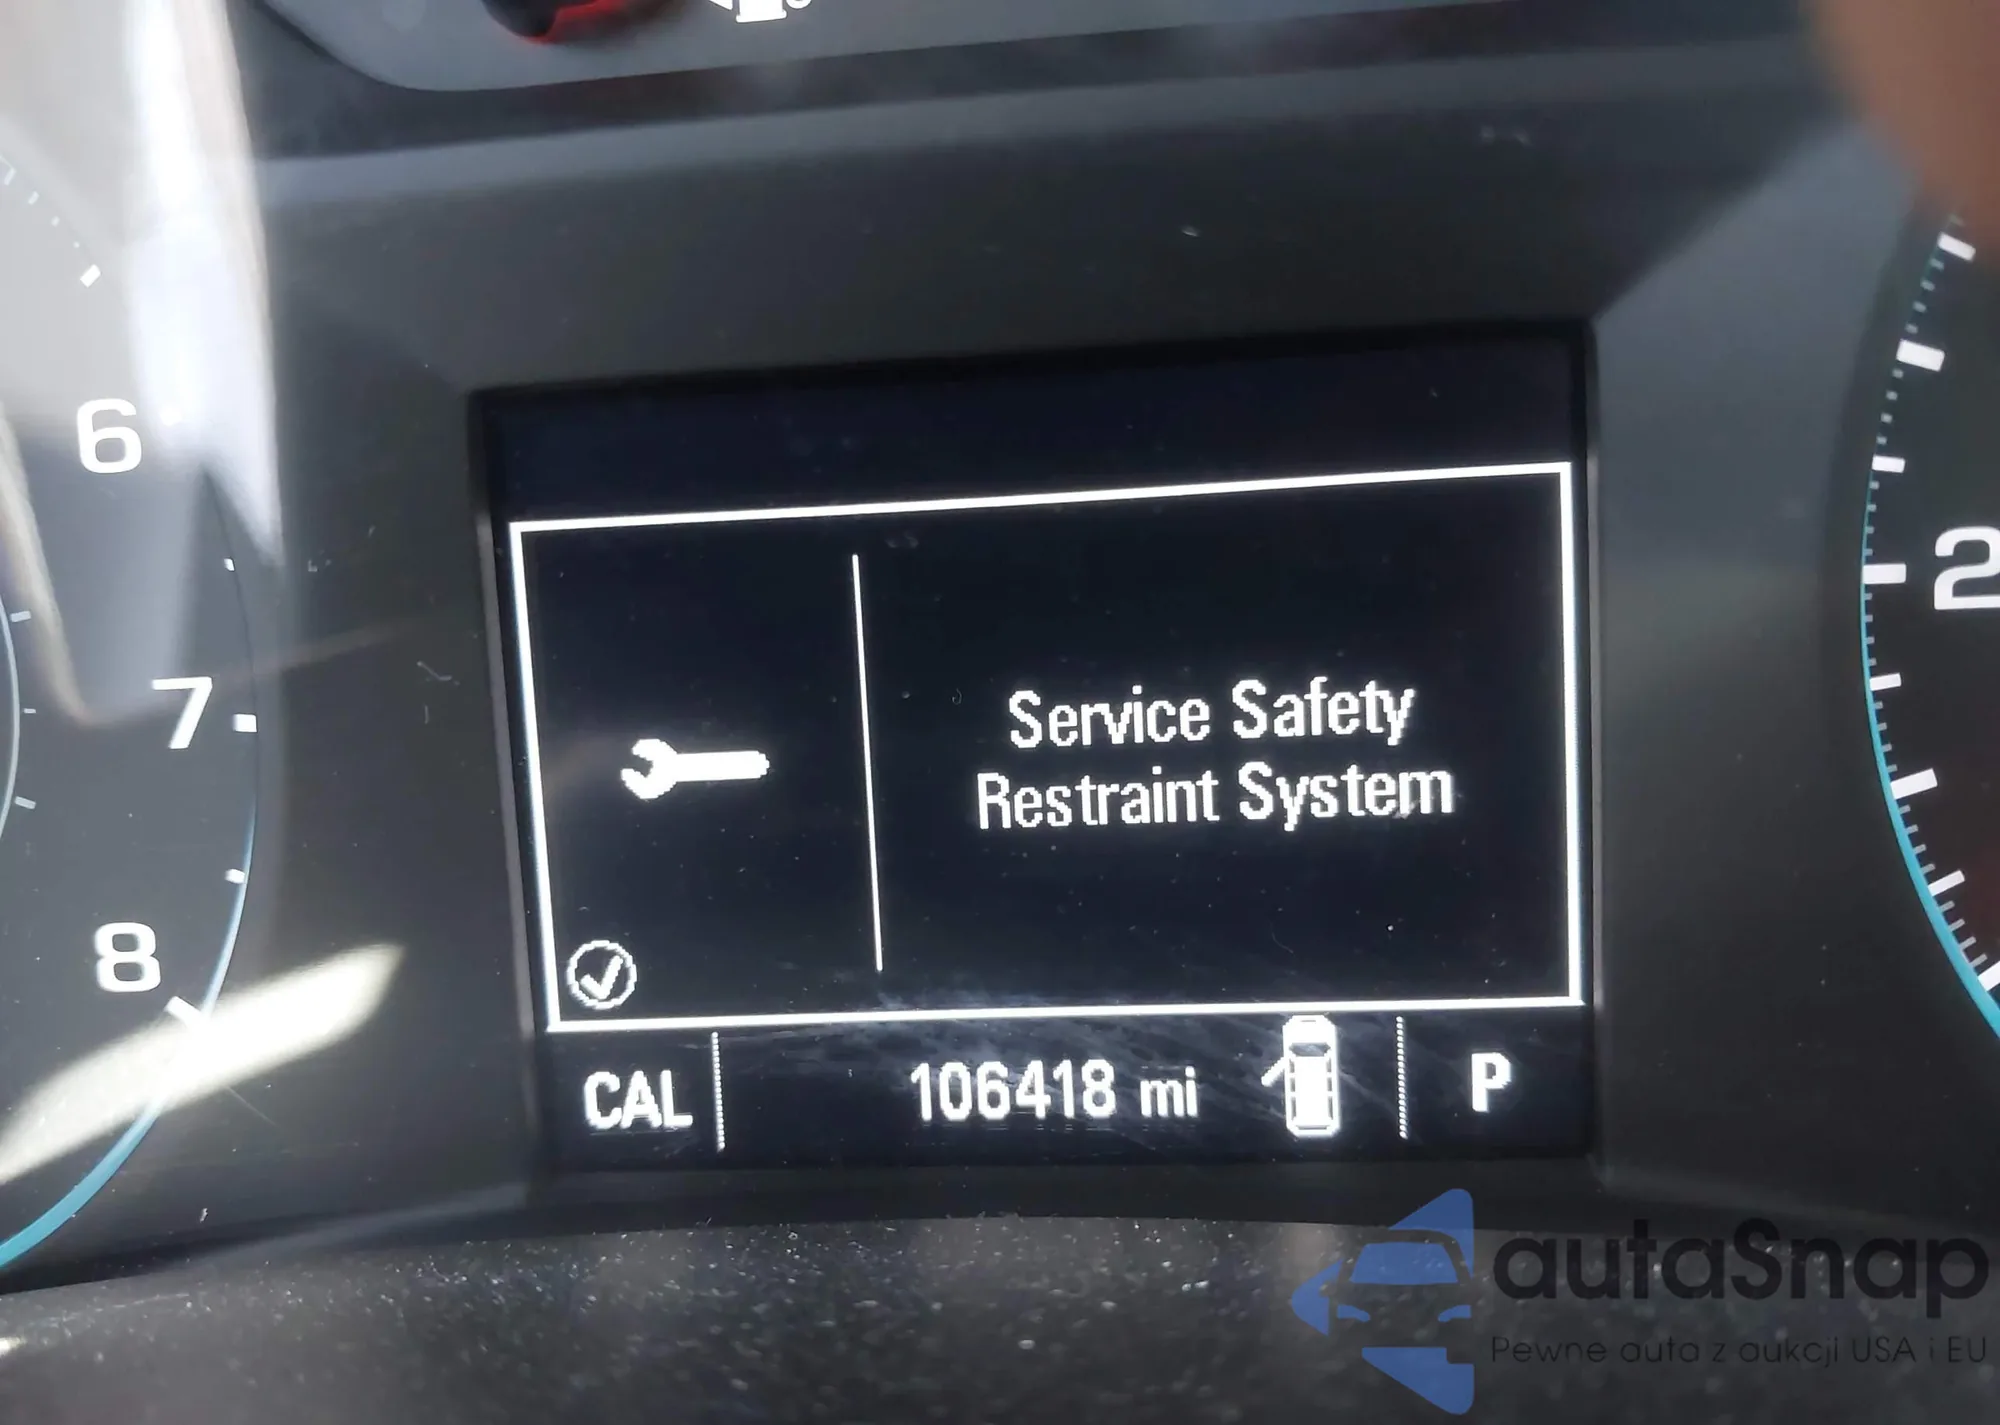 6
7
8
2
Service Safety
Restraint System
CAL
106418 mi
P
autaSnap
Pewne auta z aukcji USA i EU